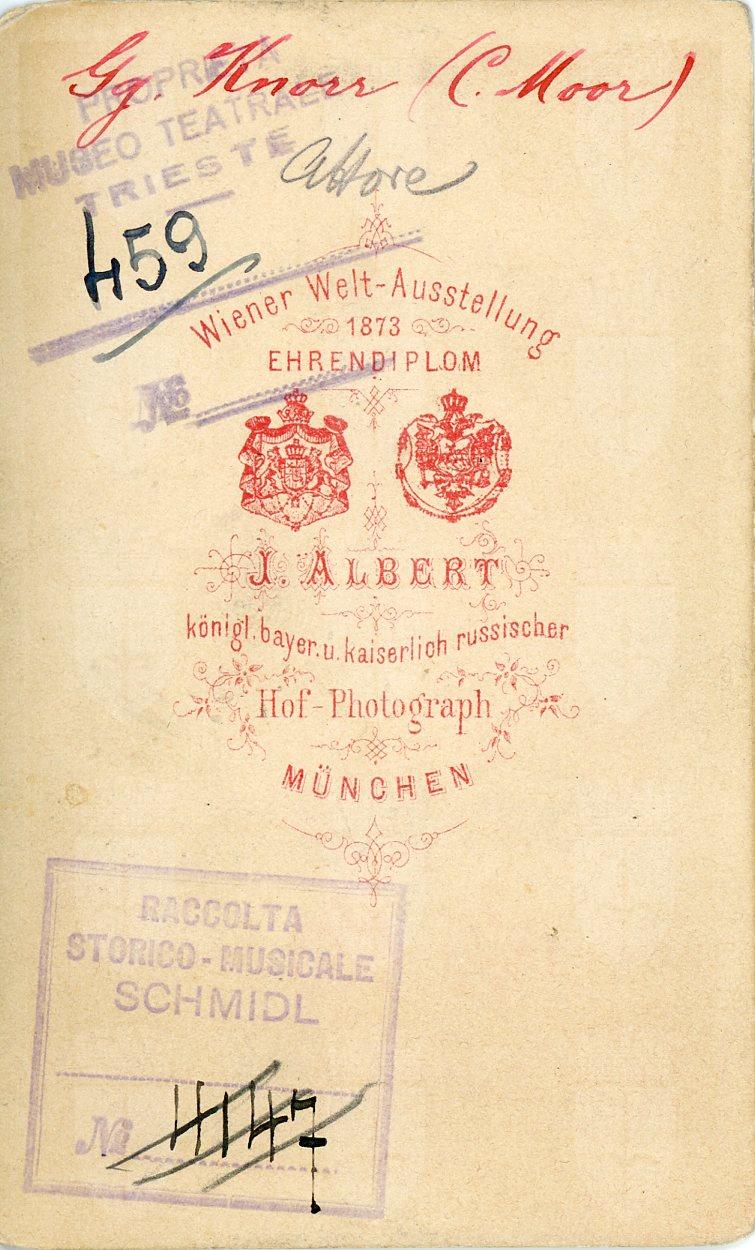 Gg. Knorr (C. Moor)
PROPRIETÀ
MUSEO TEATRALE
TRIESTE
attore
459
Wiener Welt-Ausstellung
1873
EHRENDIPLOM
No
J. ALBERT
königl. bayer. u. kaiserlich russischer
Hof-Photograph
MÜNCHEN
RACCOLTA
STORICO-MUSICALE
SCHMIDL
No 4147